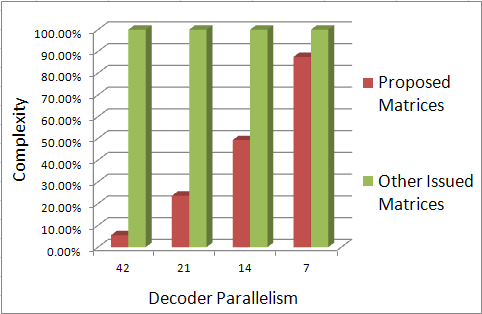 100.00%
90.00%
80.00%
70.00%
60.00%
50.00%
40.00%
30.00%
20.00%
10.00%
0.00%
Complexity
42 21 14 7
Decoder Parallelism
Proposed
Matrices
Other Issued
Matrices